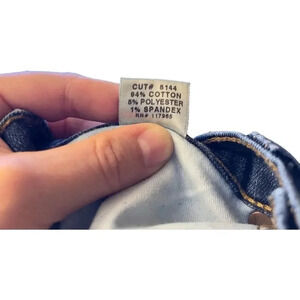 CUT# 5144
94% COTTON
5% POLYESTER
1% SPANDEX
RN# 117965